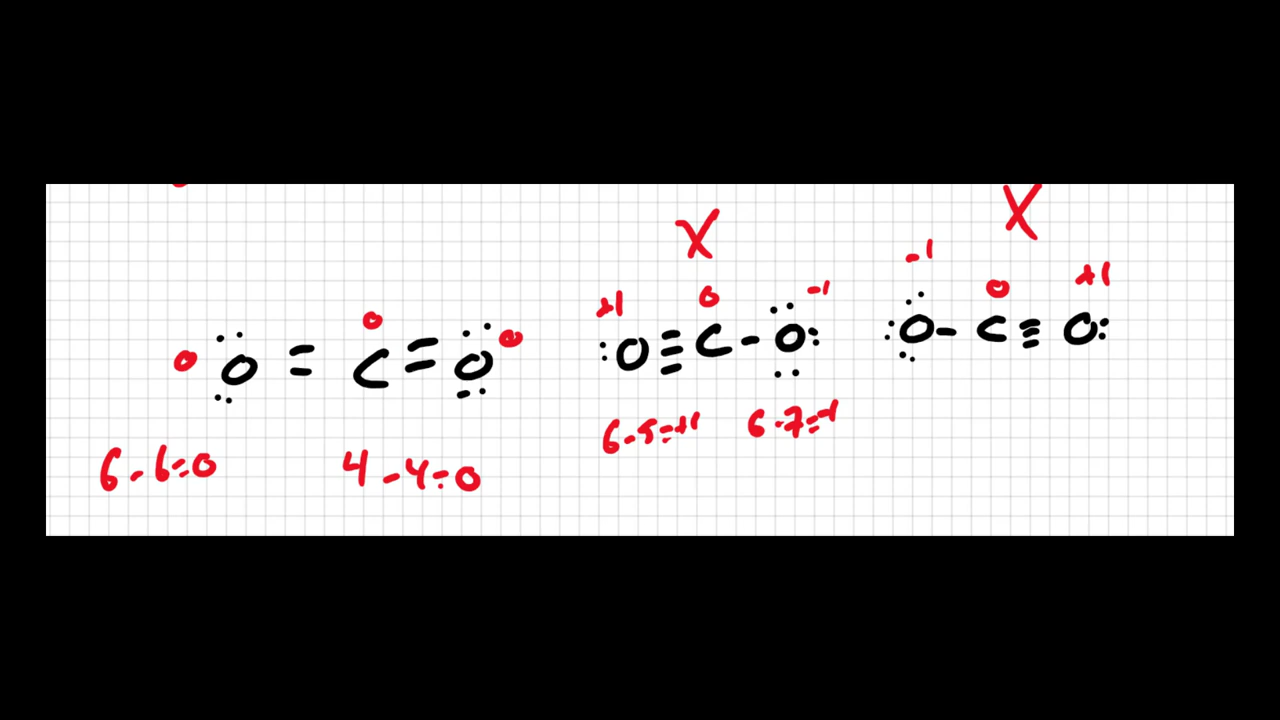 X X
+1 0 -1 -1 0 +1
0 :O: = C = :O: 0 :O≡C-O: :O-C≡O:
6-5=+1 6-7=-1
6-6=0 4-4=0